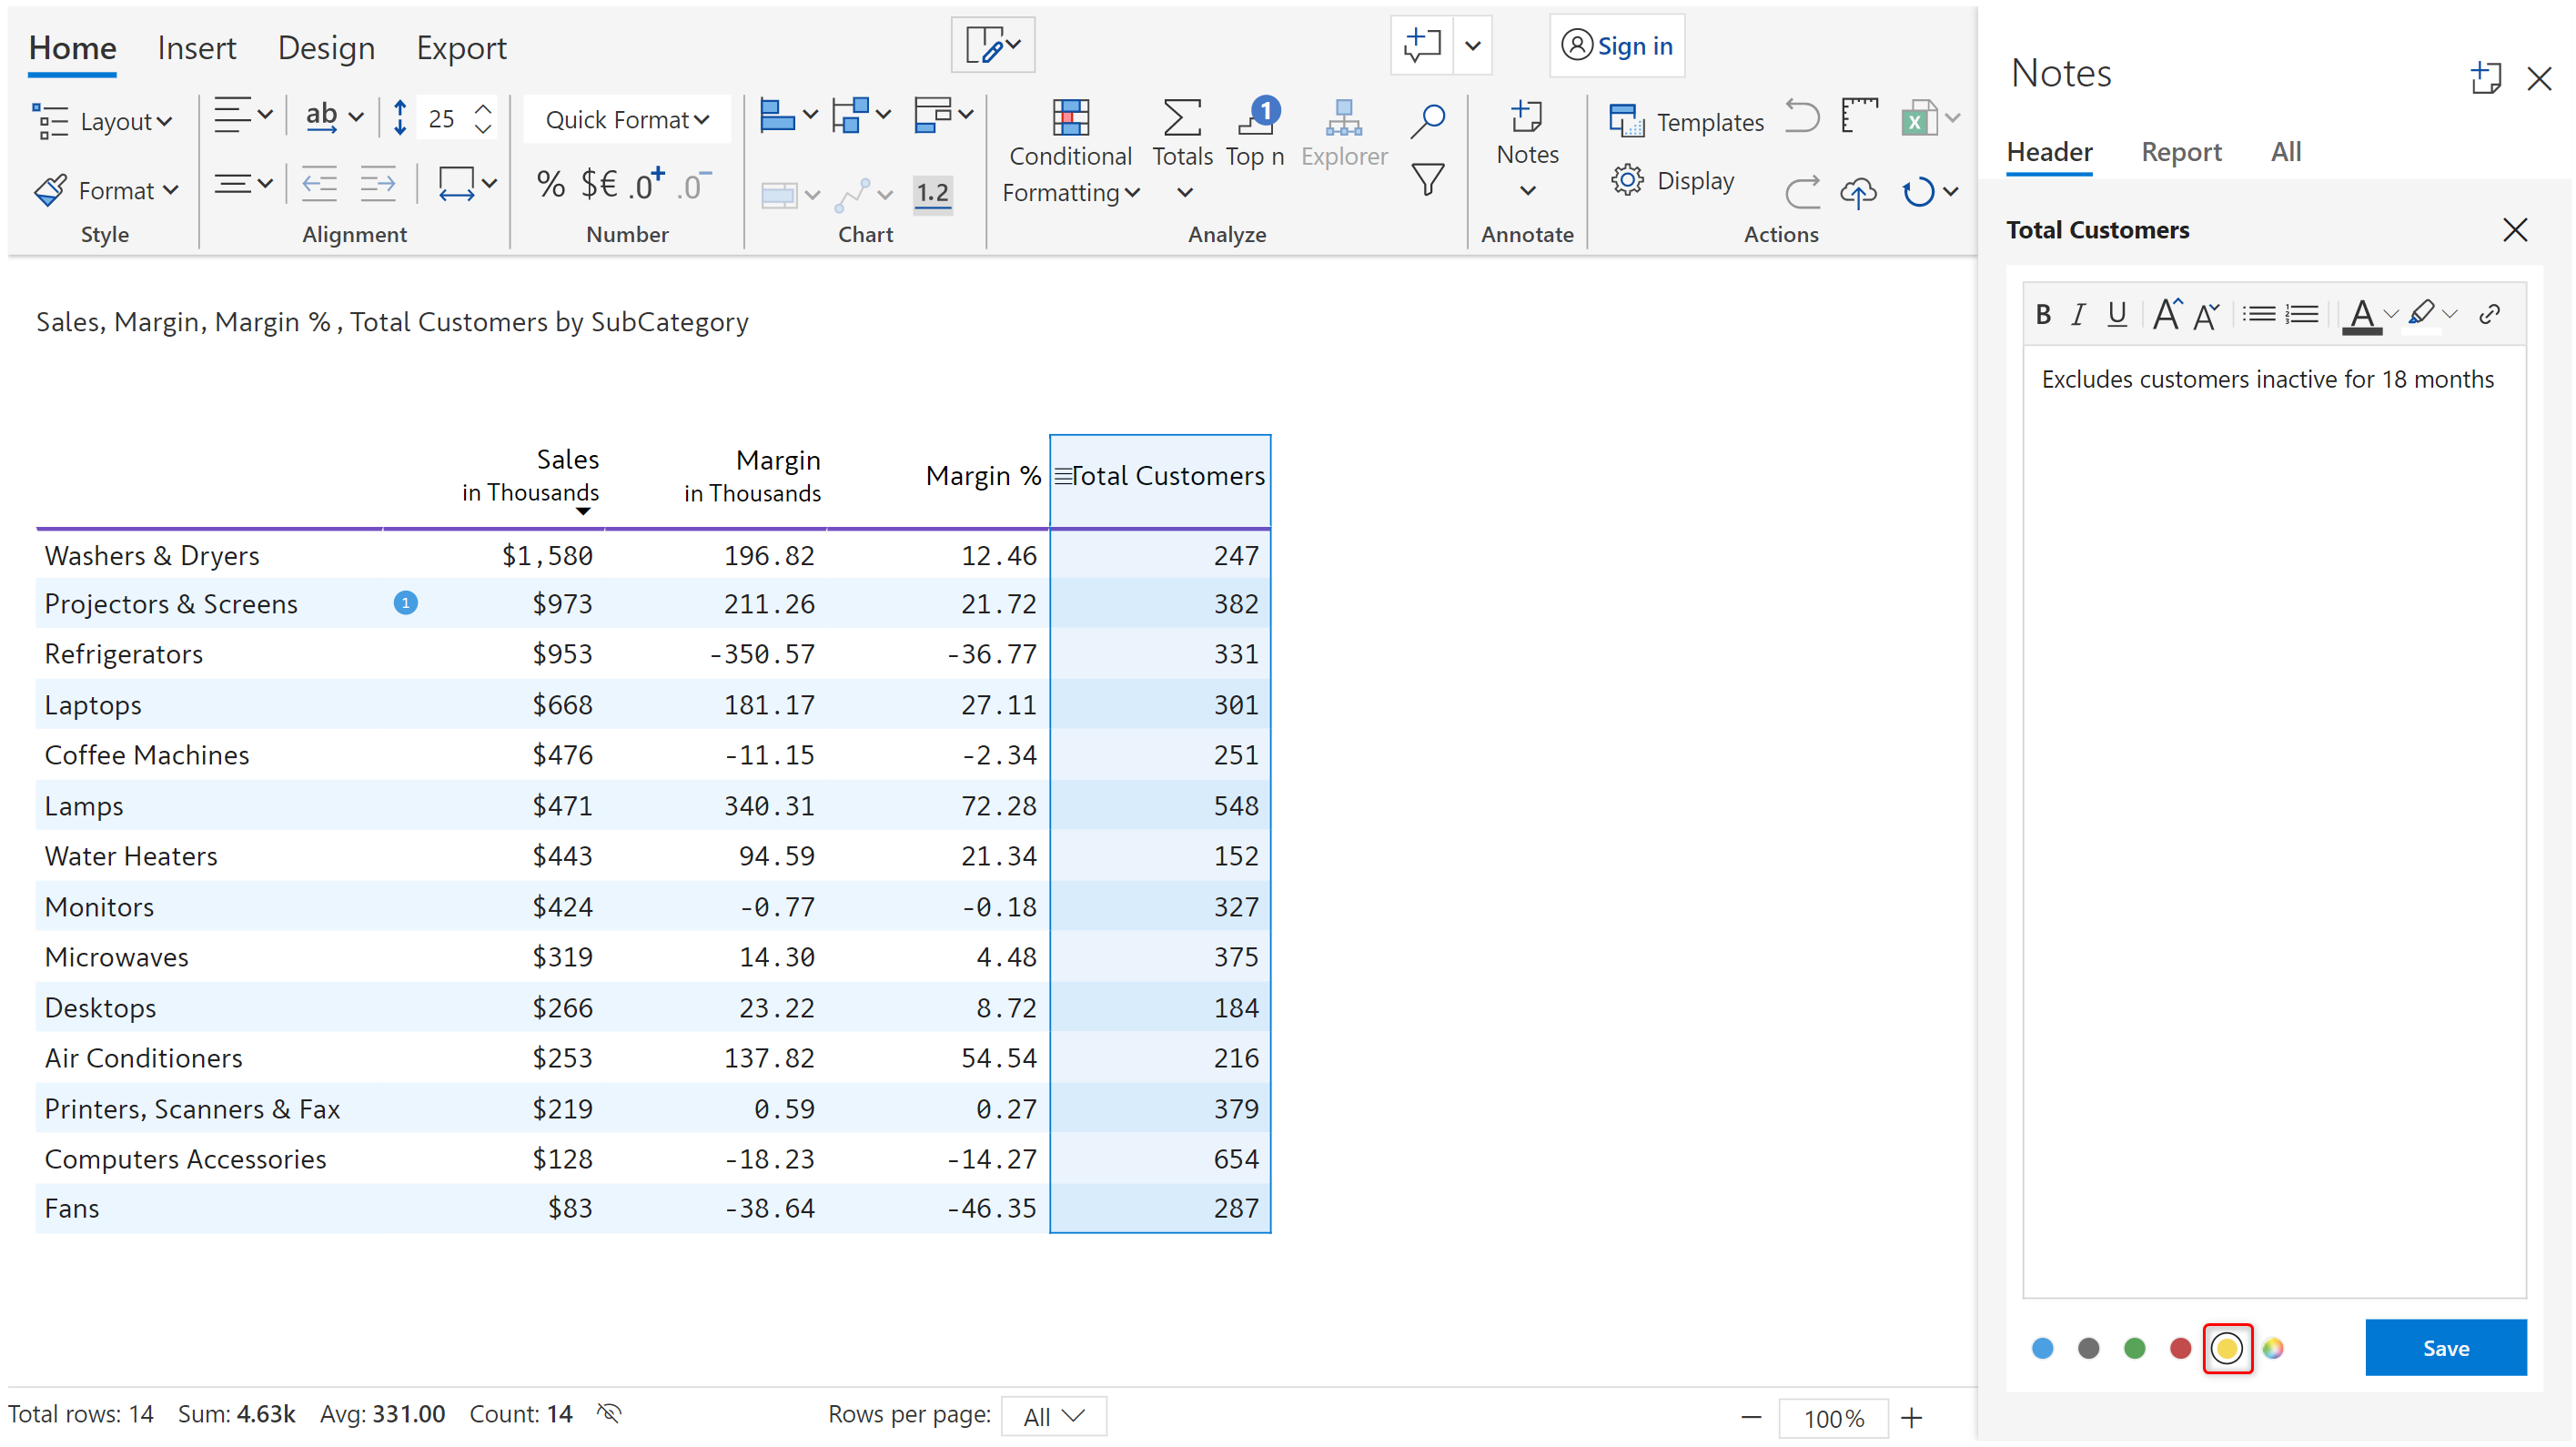 Home Insert Design Export Sign in
Layout ab 25 Quick Format 1 Templates
Conditional Totals Top n Explorer Notes
Format % $€ .0+ .0- 1.2 Formatting Display
Style Alignment Number Chart Analyze Annotate Actions
Sales, Margin, Margin % , Total Customers by SubCategory
Sales Margin Margin % Total Customers
in Thousands in Thousands
Washers & Dryers $1,580 196.82 12.46 247
Projectors & Screens 1 $973 211.26 21.72 382
Refrigerators $953 -350.57 -36.77 331
Laptops $668 181.17 27.11 301
Coffee Machines $476 -11.15 -2.34 251
Lamps $471 340.31 72.28 548
Water Heaters $443 94.59 21.34 152
Monitors $424 -0.77 -0.18 327
Microwaves $319 14.30 4.48 375
Desktops $266 23.22 8.72 184
Air Conditioners $253 137.82 54.54 216
Printers, Scanners & Fax $219 0.59 0.27 379
Computers Accessories $128 -18.23 -14.27 654
Fans $83 -38.64 -46.35 287
Total rows: 14 Sum: 4.63k Avg: 331.00 Count: 14 Rows per page: All 100%
Notes
Header Report All
Total Customers
B I U A A A
Excludes customers inactive for 18 months
Save